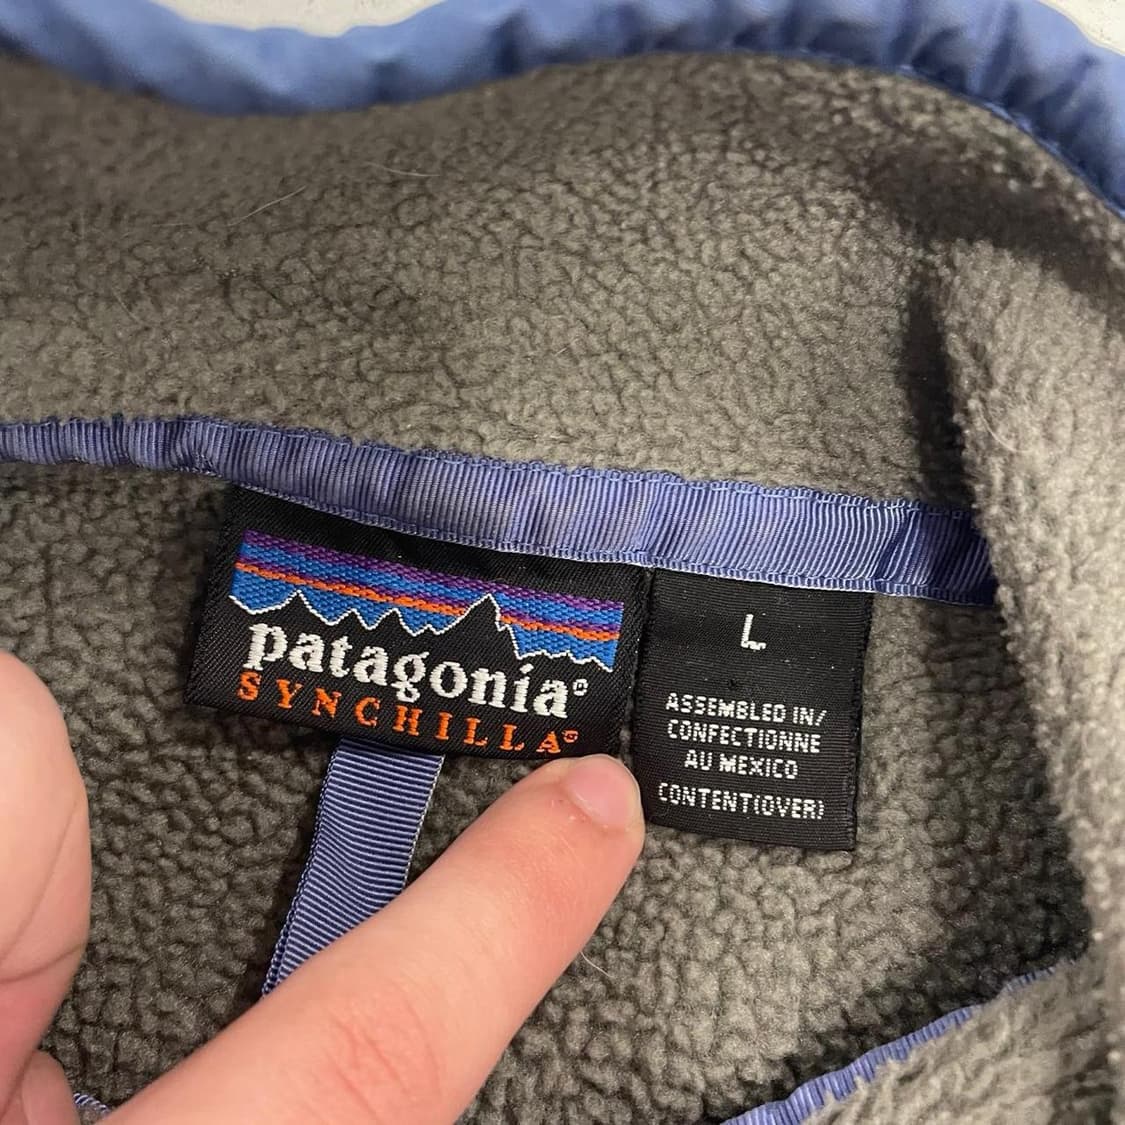 patagonia®
SYNCHILLA®
L
ASSEMBLED IN/
CONFECTIONNE
AU MEXICO
CONTENT(OVER)